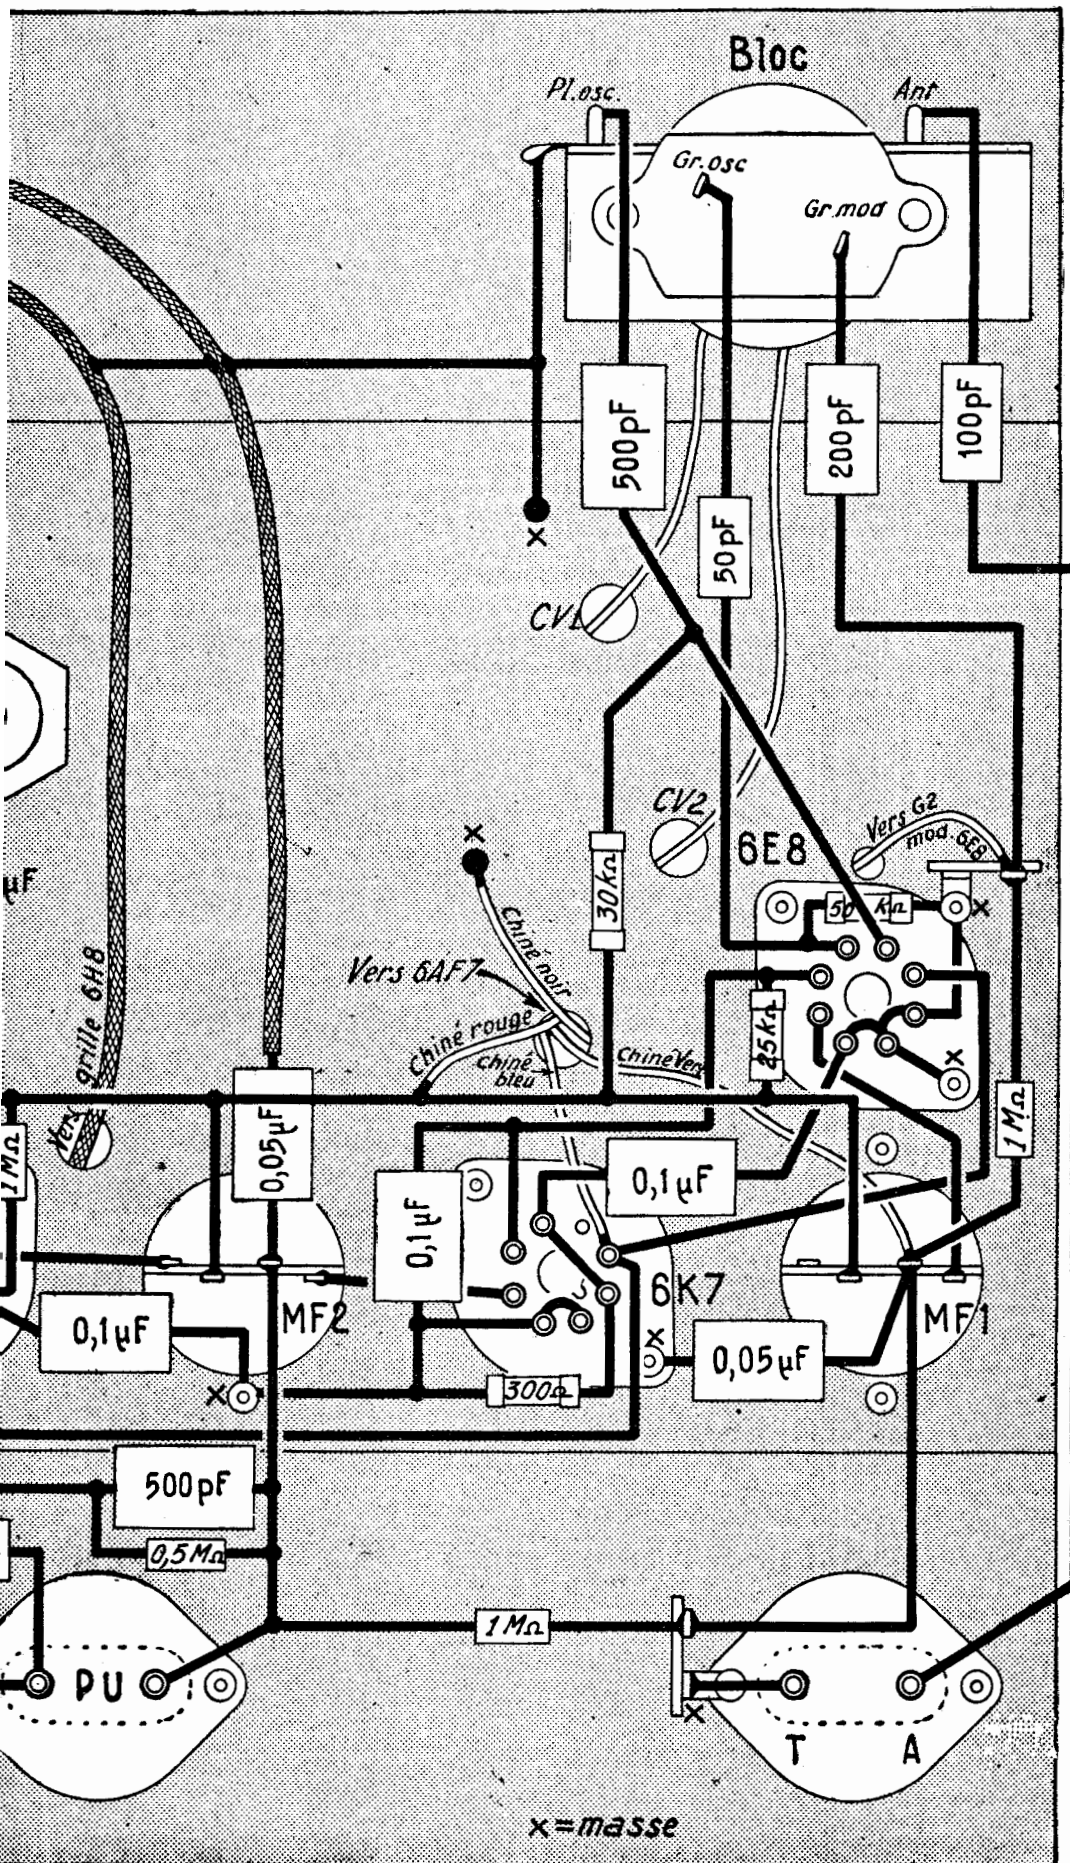 Bloc
Pl.osc.
Ant
Gr.osc
Gr.mod
500pF
200pF
100pF
50pF
x
CV1
CV2
x
6E8
Vers G2
mod. 6E8
µF
30kΩ
50 kΩ
x
Chiné noir
Vers 6AF7
grille 6H8
Vers
Chiné rouge
chiné
bleu
Chiné Vert
25kΩ
x
1MΩ
1MΩ
0,05µF
0,1µF
0,1µF
MF2
6K7
MF1
0,1µF
x
0,05µF
x
300Ω
500pF
0,5MΩ
1MΩ
PU
x
T
A
x=masse